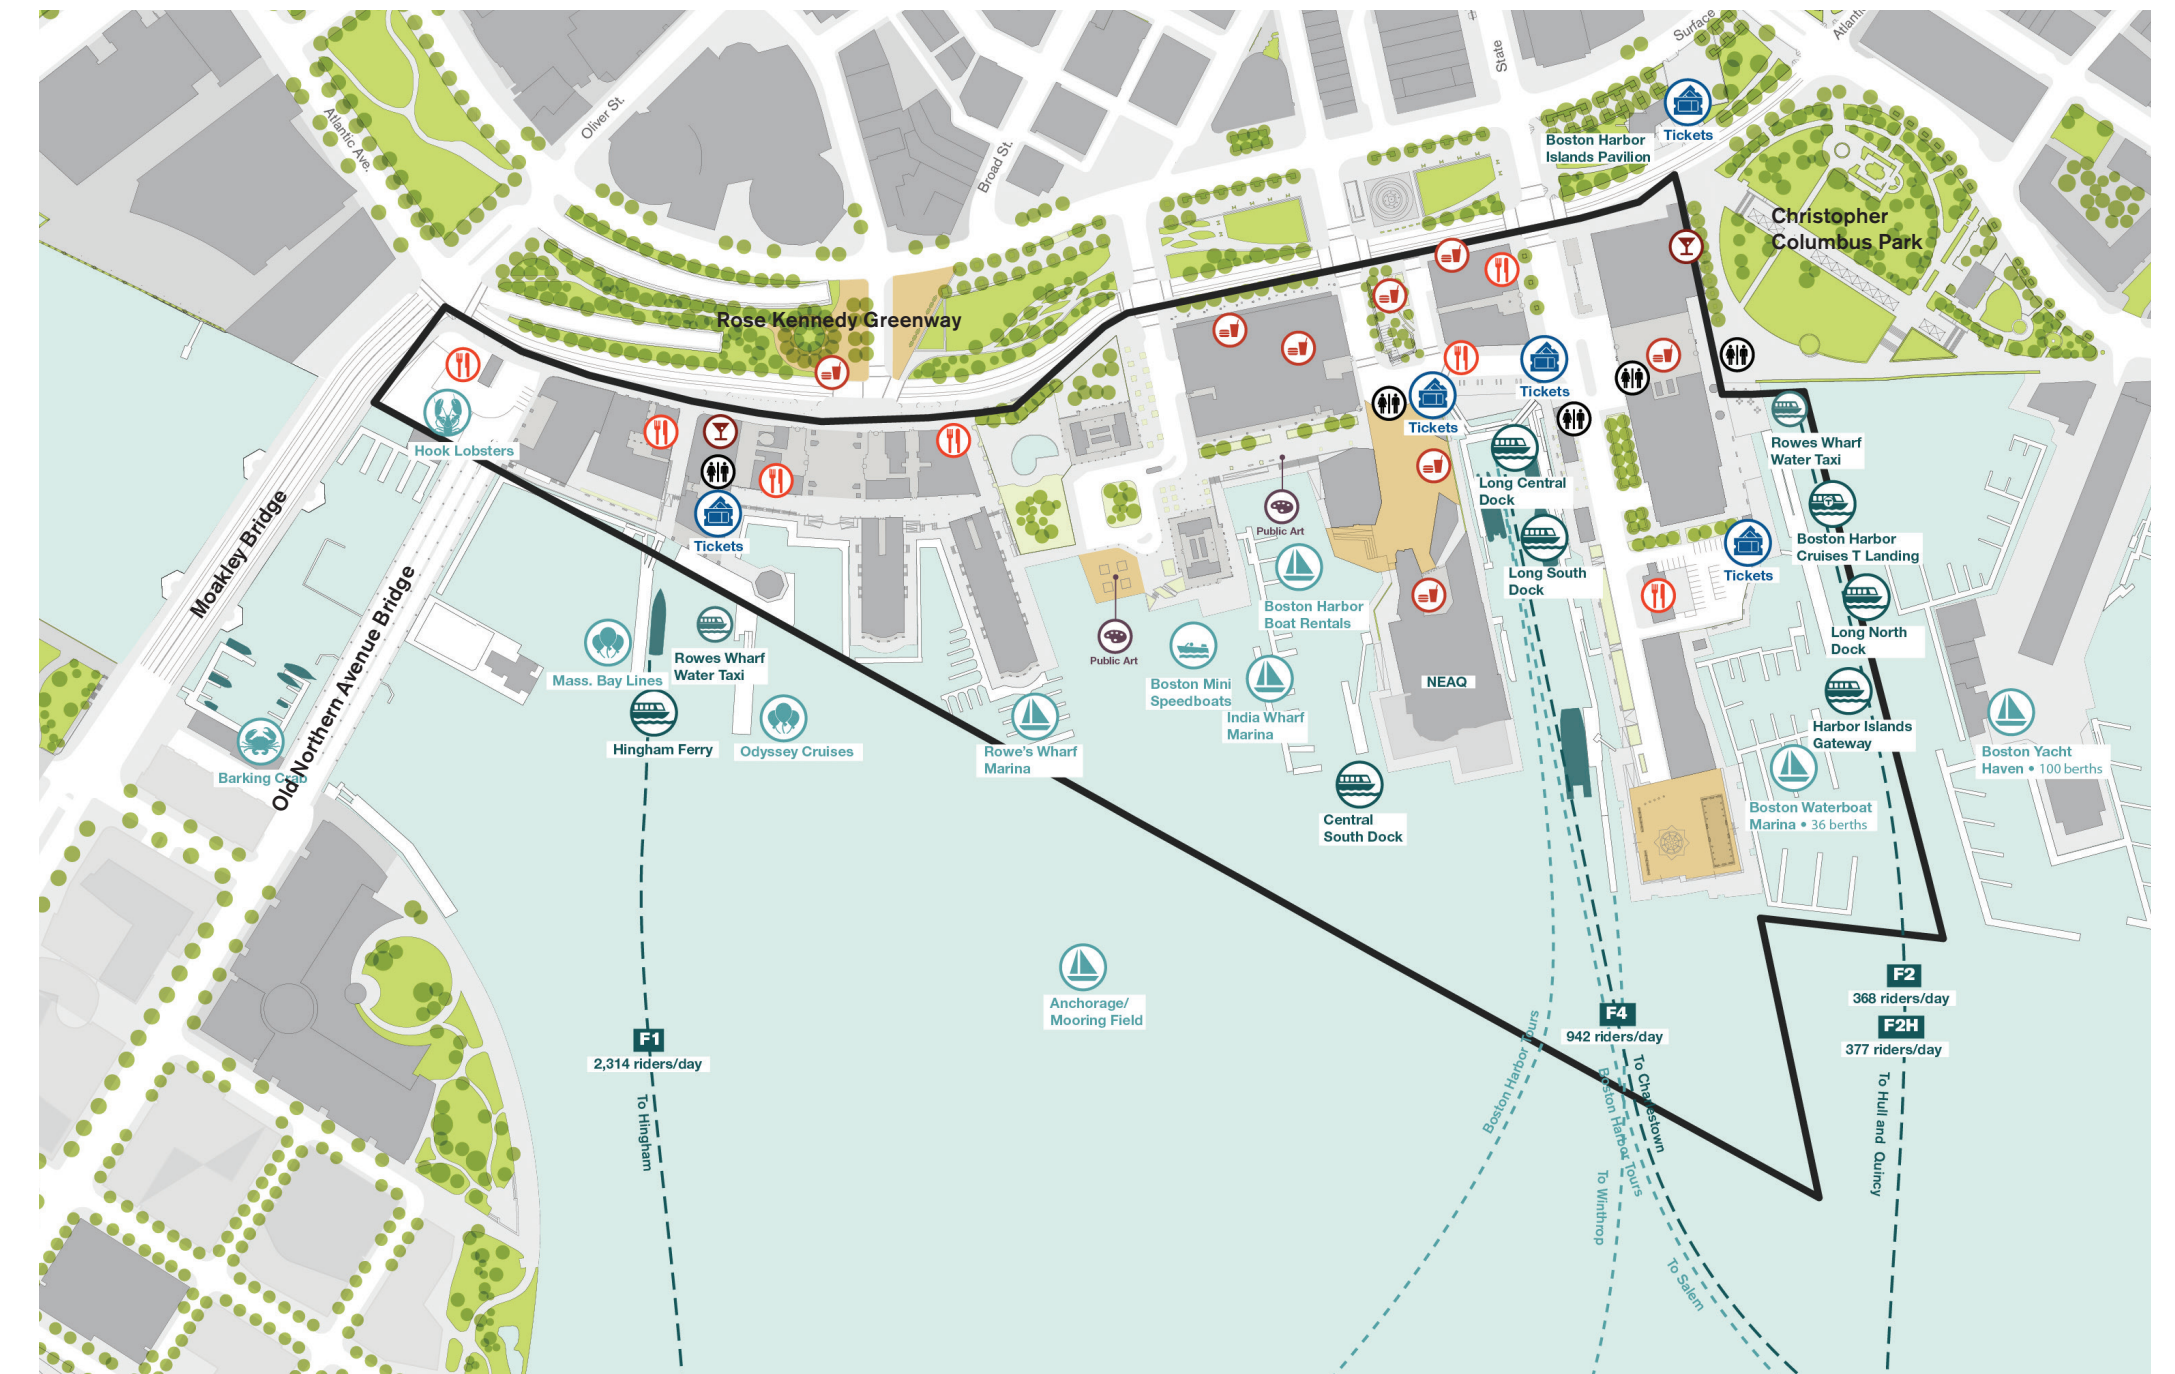 Surface
Atlantic
State
Oliver St.
Atlantic Ave.
Broad St.
Tickets
Boston Harbor
Islands Pavilion
Christopher
Columbus Park
Rose Kennedy Greenway
Tickets
Tickets
Hook Lobsters
Rowes Wharf
Water Taxi
Long Central
Dock
Public Art
Tickets
Boston Harbor
Cruises T Landing
Tickets
Long South
Dock
Moakley Bridge
Boston Harbor
Boat Rentals
Long North
Dock
Public Art
Rowes Wharf
Water Taxi
Mass. Bay Lines
NEAQ
Boston Mini
Speedboats
India Wharf
Marina
Harbor Islands
Gateway
Old Northern Avenue Bridge
Hingham Ferry
Odyssey Cruises
Rowe's Wharf
Marina
Boston Yacht
Haven • 100 berths
Barking Crab
Boston Waterboat
Marina • 36 berths
Central
South Dock
F2
368 riders/day
Anchorage/
Mooring Field
F4
942 riders/day
F2H
377 riders/day
F1
2,314 riders/day
Boston Harbor Tours
Boston Harbor Tours
To Charlestown
To Hingham
To Hull and Quincy
To Winthrop
To Salem